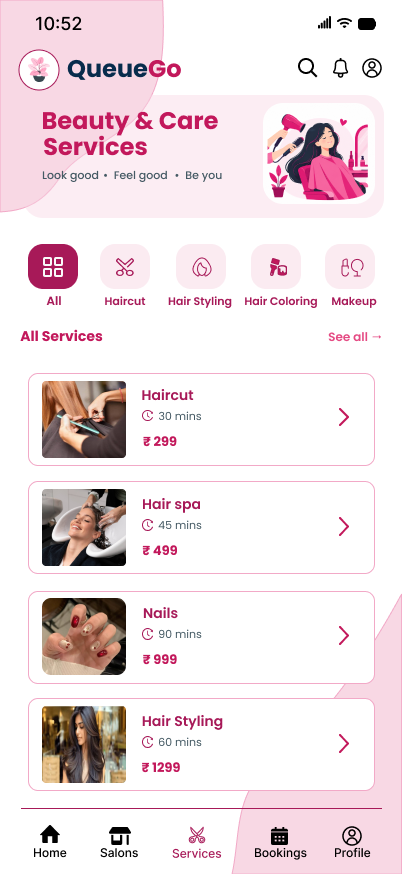 10:52
QueueGo
Beauty & Care
Services
Look good • Feel good • Be you
All
Haircut
Hair Styling
Hair Coloring
Makeup
All Services
See all →
Haircut
30 mins
₹ 299
Hair spa
45 mins
₹ 499
Nails
90 mins
₹ 999
Hair Styling
60 mins
₹ 1299
Home
Salons
Services
Bookings
Profile